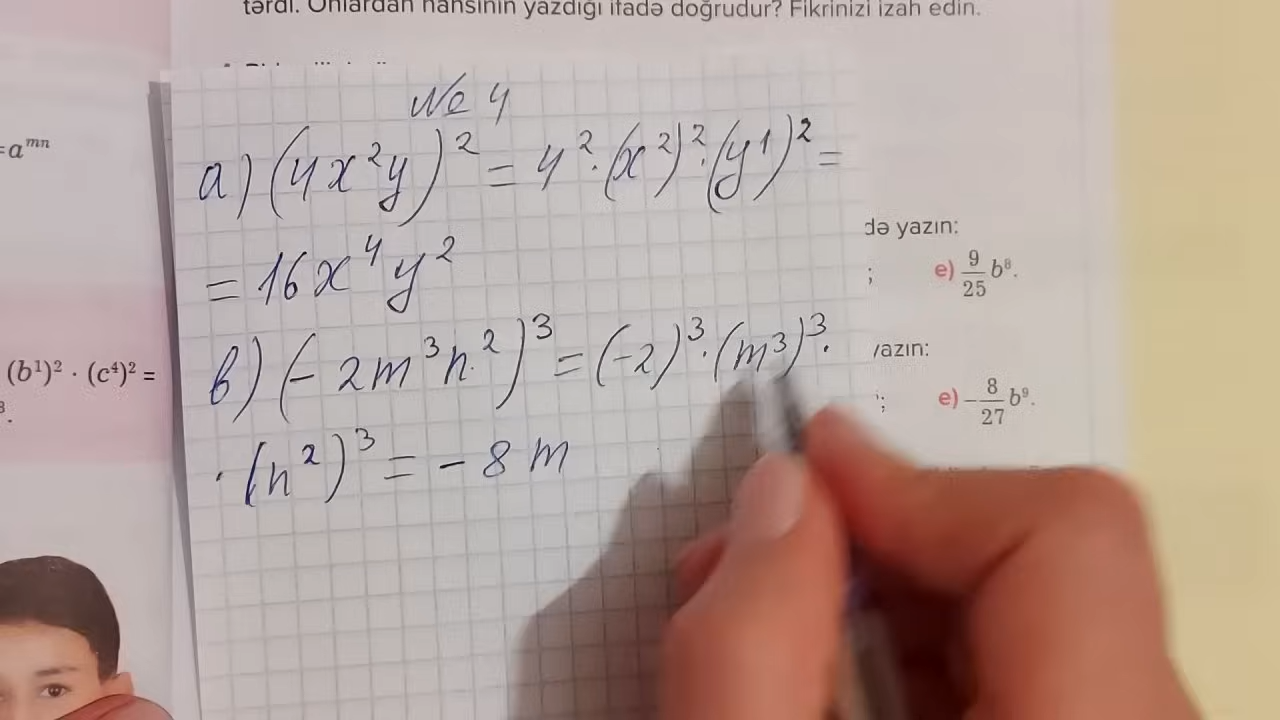 tərdi. Onlardan hansının yazdığı ifadə doğrudur? Fikrinizi izah edin.
№ 4
=a^mn
a) (4x²y)² = 4²·(x²)²·(y¹)² =
= 16x⁴y²
də yazın:
; e) 9/25 b⁸.
в) (-2m³n²)³ = (-2)³·(m³)³·
yazın:
; e) -8/27 b⁹.
(b¹)² · (c⁴)² =
·(n²)³ = -8m